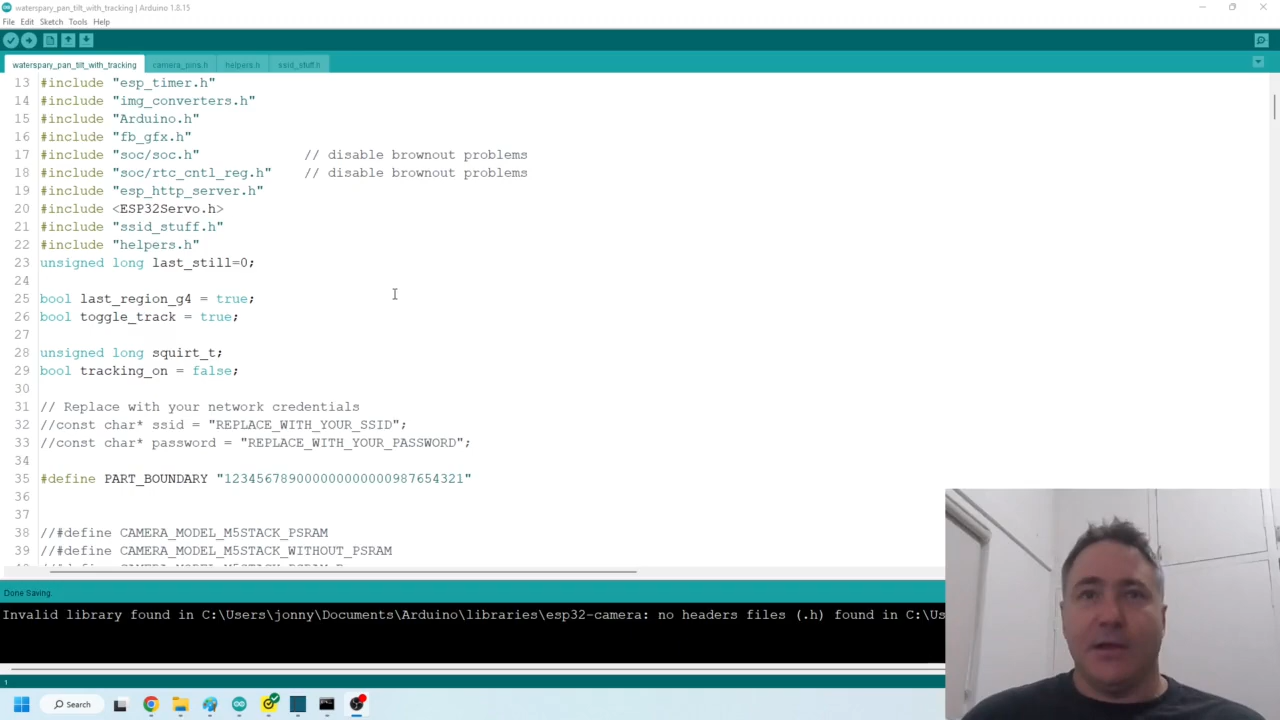 waterspary_pan_tilt_with_tracking | Arduino 1.8.15
File Edit Sketch Tools Help
waterspary_pan_tilt_with_tracking camera_pins.h helpers.h ssid_stuff.h
13 #include "esp_timer.h"
14 #include "img_converters.h"
15 #include "Arduino.h"
16 #include "fb_gfx.h"
17 #include "soc/soc.h" // disable brownout problems
18 #include "soc/rtc_cntl_reg.h" // disable brownout problems
19 #include "esp_http_server.h"
20 #include <ESP32Servo.h>
21 #include "ssid_stuff.h"
22 #include "helpers.h"
23 unsigned long last_still=0;
24
25 bool last_region_g4 = true;
26 bool toggle_track = true;
27
28 unsigned long squirt_t;
29 bool tracking_on = false;
30
31 // Replace with your network credentials
32 //const char* ssid = "REPLACE_WITH_YOUR_SSID";
33 //const char* password = "REPLACE_WITH_YOUR_PASSWORD";
34
35 #define PART_BOUNDARY "123456789000000000000987654321"
36
37
38 //#define CAMERA_MODEL_M5STACK_PSRAM
39 //#define CAMERA_MODEL_M5STACK_WITHOUT_PSRAM
Done Saving.
Invalid library found in C:\Users\jonny\Documents\Arduino\libraries\esp32-camera: no headers files (.h) found in C:\Us
1
Search